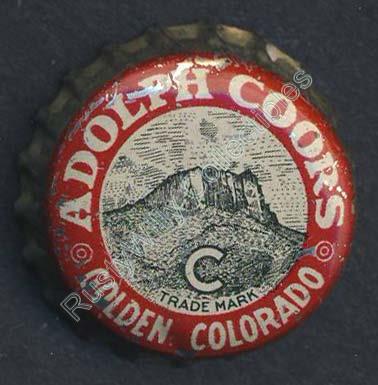 ADOLPH COORS
C
TRADE MARK
GOLDEN, COLORADO